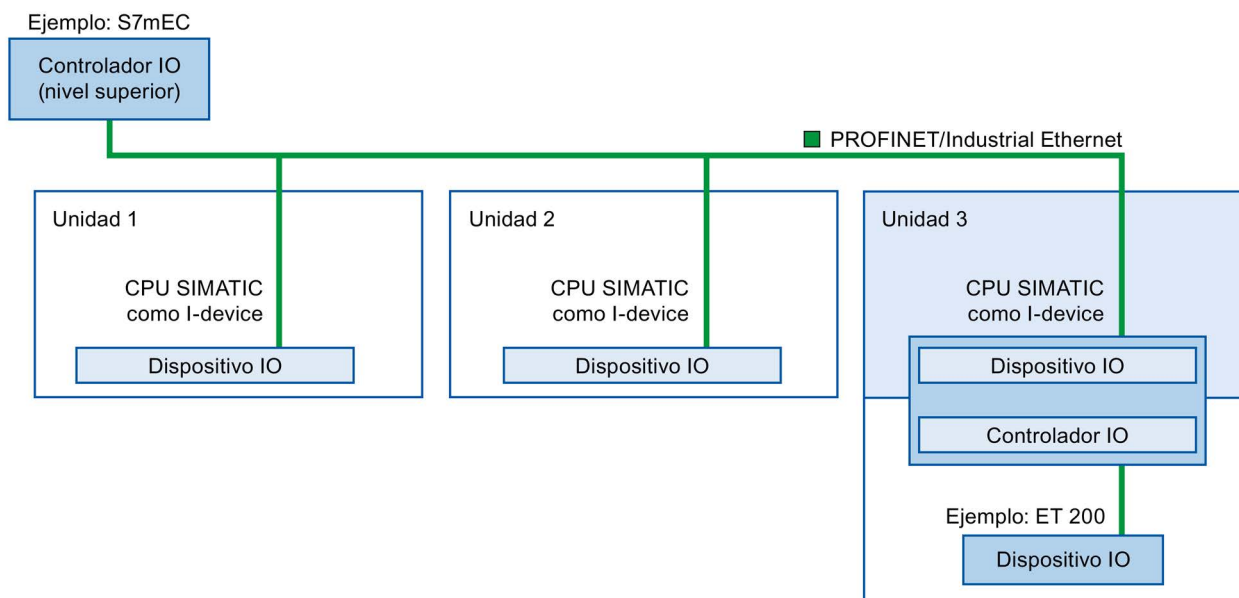 Ejemplo: S7mEC
Controlador IO
(nivel superior)
PROFINET/Industrial Ethernet
Unidad 1
CPU SIMATIC
como I-device
Dispositivo IO
Unidad 2
CPU SIMATIC
como I-device
Dispositivo IO
Unidad 3
CPU SIMATIC
como I-device
Dispositivo IO
Controlador IO
Ejemplo: ET 200
Dispositivo IO